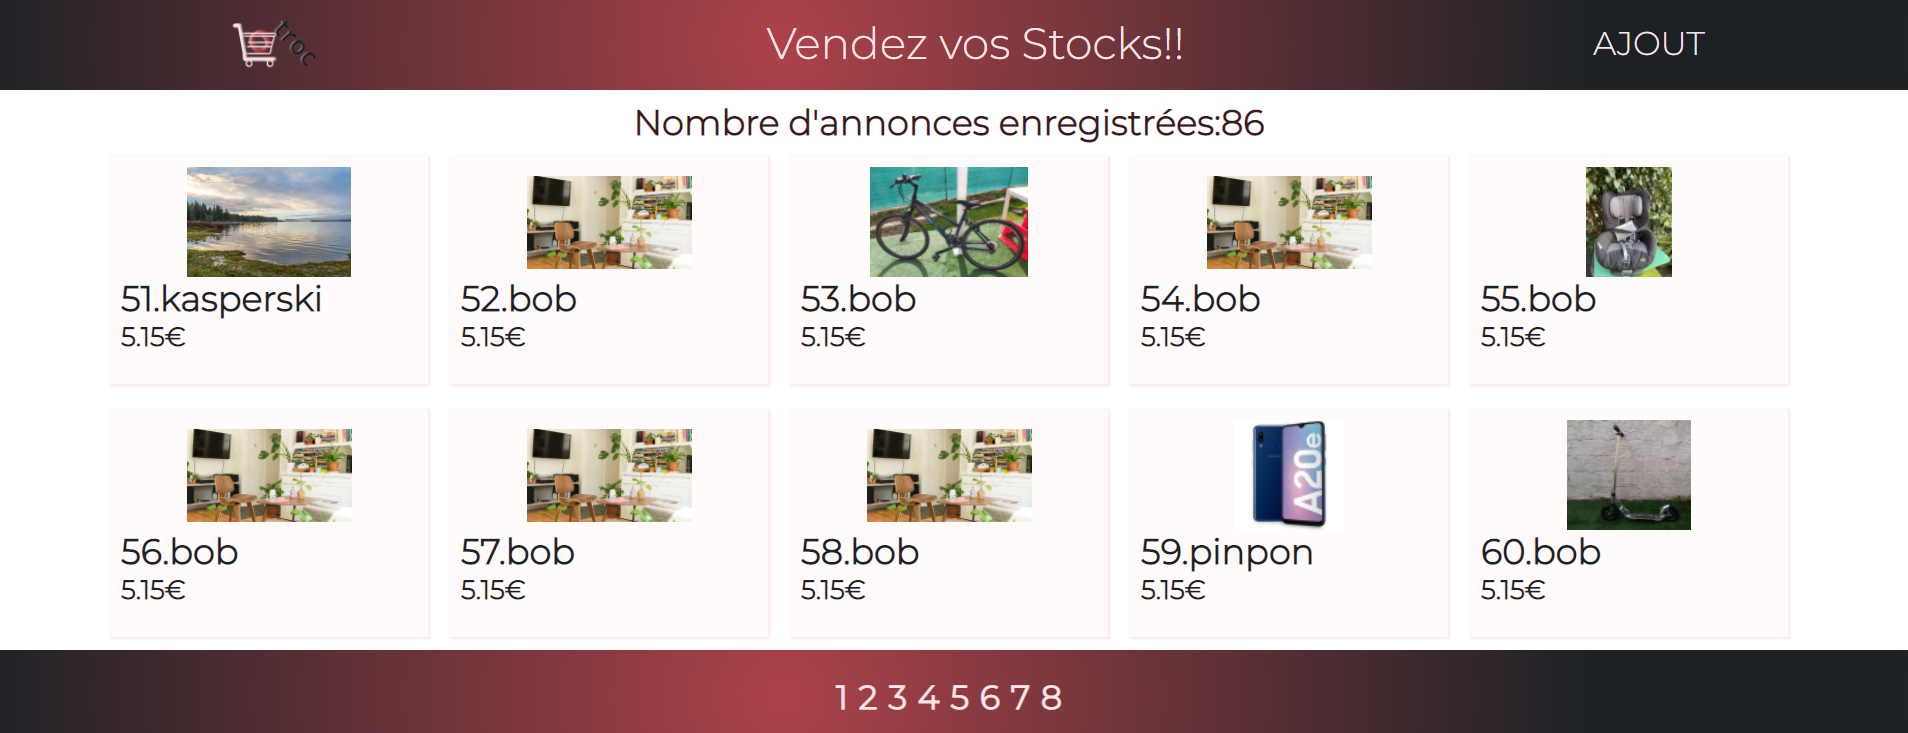 troc
Vendez vos Stocks!!
AJOUT
Nombre d'annonces enregistrées:86
51.kasperski
5.15€
52.bob
5.15€
53.bob
5.15€
54.bob
5.15€
55.bob
5.15€
56.bob
5.15€
57.bob
5.15€
58.bob
5.15€
A20e
59.pinpon
5.15€
60.bob
5.15€
1 2 3 4 5 6 7 8